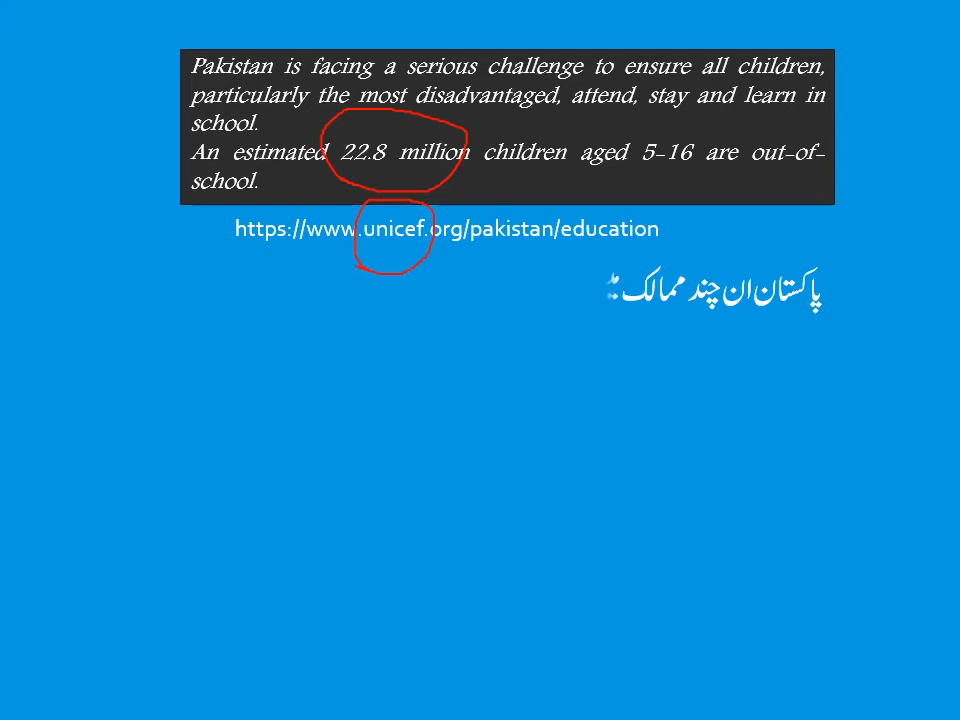 Pakistan is facing a serious challenge to ensure all children,
particularly the most disadvantaged, attend, stay and learn in
school.
An estimated 22.8 million children aged 5-16 are out-of-
school.
https://www.unicef.org/pakistan/education
پاکستان ان چند ممالک